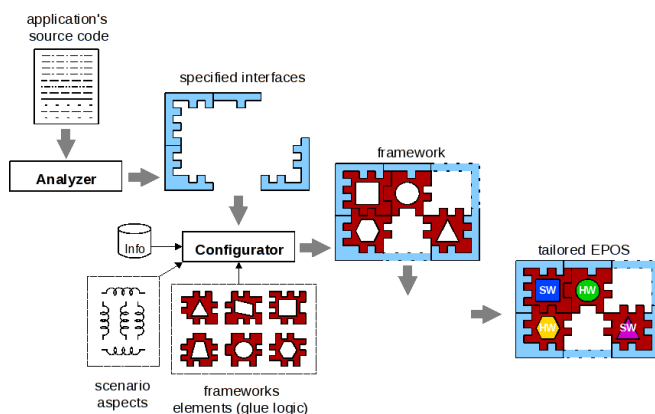 application's
source code
specified interfaces
Analyzer
framework
Info
Configurator
tailored EPOS
SW
HW
HW
SW
scenario
aspects
frameworks
elements (glue logic)